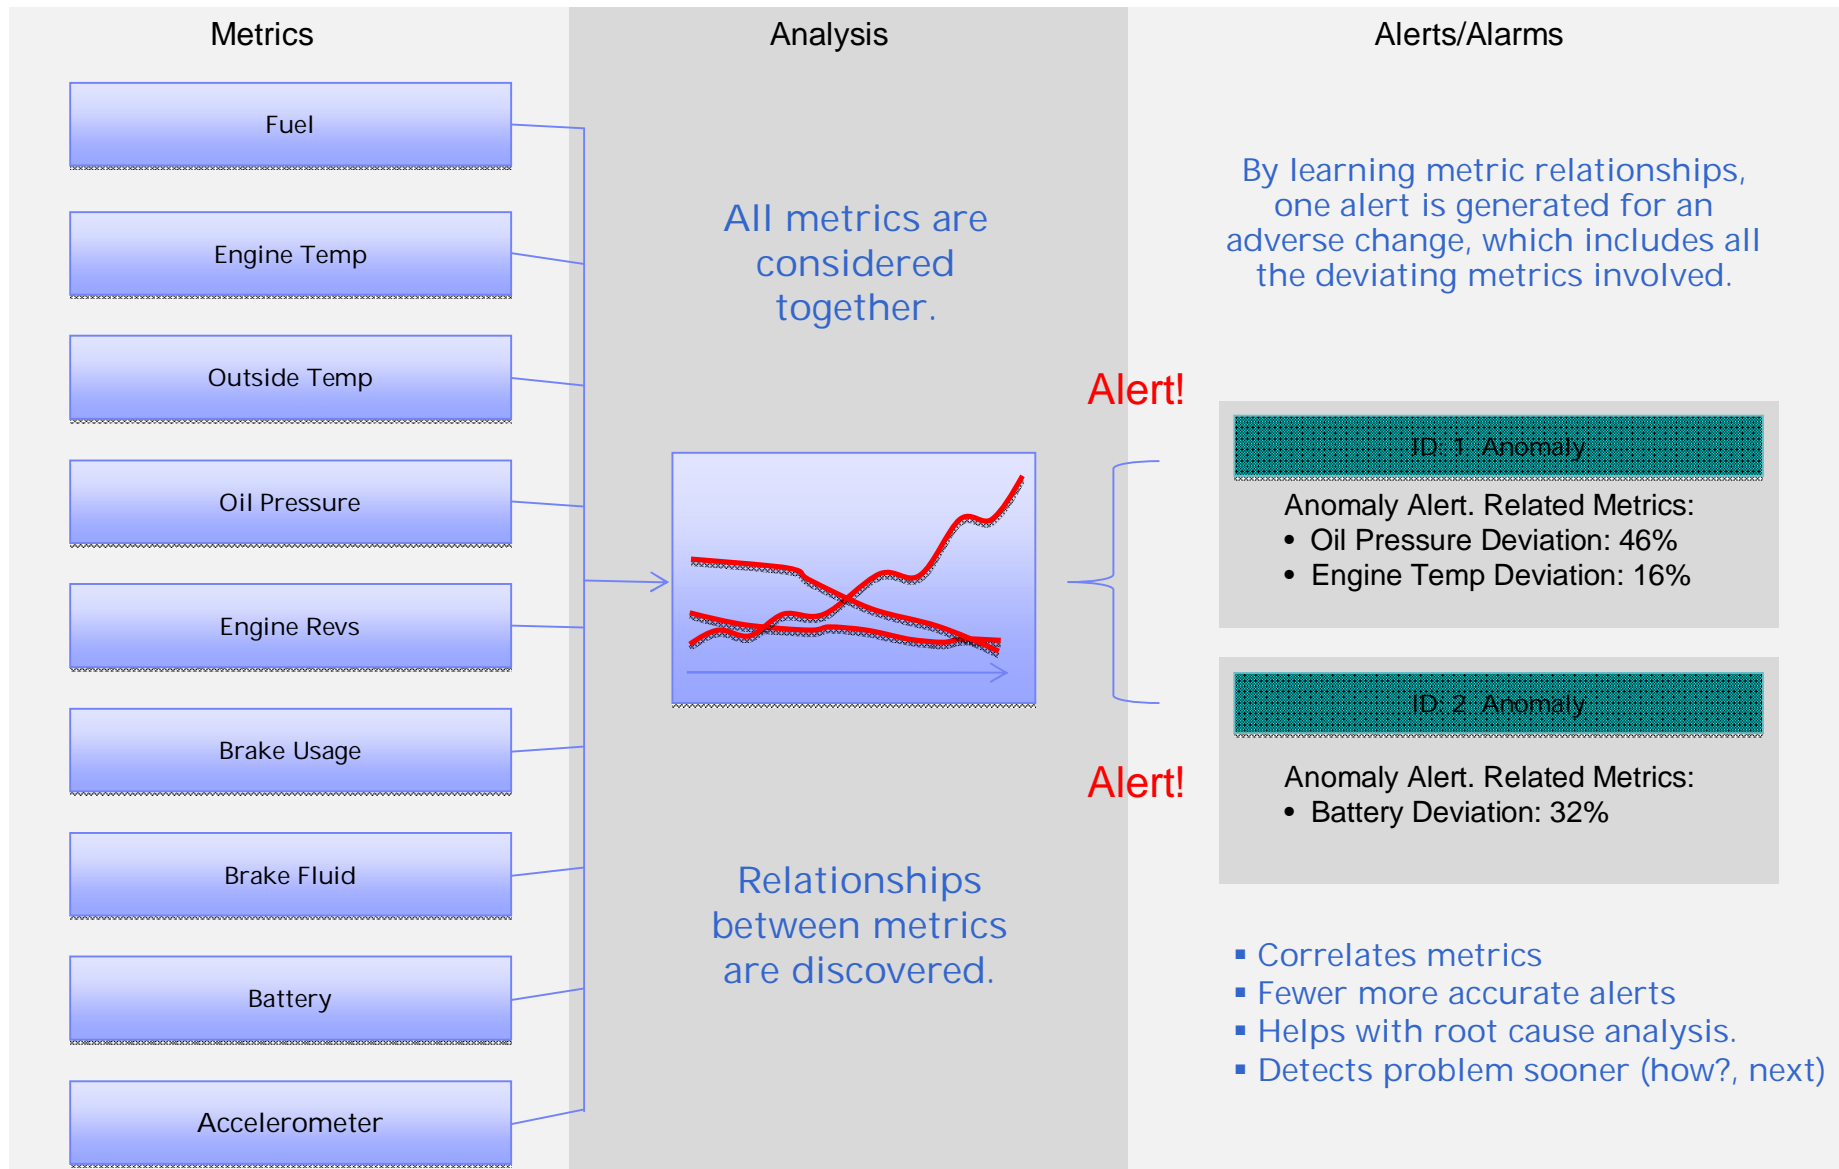 Metrics
Analysis
Alerts/Alarms
Fuel
Engine Temp
Outside Temp
Oil Pressure
Engine Revs
Brake Usage
Brake Fluid
Battery
Accelerometer
All metrics are
considered
together.
Relationships
between metrics
are discovered.
By learning metric relationships,
one alert is generated for an
adverse change, which includes all
the deviating metrics involved.
Alert!
ID: 1 Anomaly
Anomaly Alert. Related Metrics:
• Oil Pressure Deviation: 46%
• Engine Temp Deviation: 16%
ID: 2 Anomaly
Alert!
Anomaly Alert. Related Metrics:
• Battery Deviation: 32%
▪ Correlates metrics
▪ Fewer more accurate alerts
▪ Helps with root cause analysis.
▪ Detects problem sooner (how?, next)